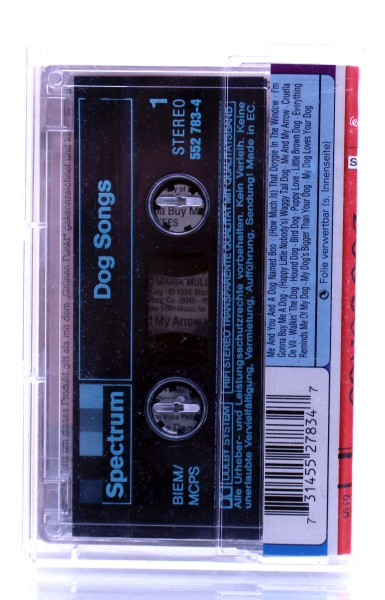 Spectrum
Dog Songs
1
STEREO
552 783-4
BIEM/
MCPS
DOLBY SYSTEM HIFI STEREO TRANSPARENTE QUALITÄT MIT QUALITÄTSBAND
Alle Urheber- und Leistungsschutzrechte vorbehalten. Kein Verleih. Keine
unerlaubte Vervielfältigung, Vermietung, Aufführung, Sendung! Made in EC.
Me And You And A Dog Named Boo · (How Much Is) That Doggie In The Window · I'm
Gonna Buy Me A Dog · (Happy Little Nobody's) Waggy Tail Dog · Me And My Arrow · Cruella
De Vil · Walkin' The Dog · Hound Dog · Bird Dog · Puppy Love · Little Brown Dog · Everything
Reminds Me Of My Dog · My Dog's Bigger Than Your Dog · My Dog Loves Your Dog
Folie verwertbar (s. Innenseite)
7 31455 27834 7